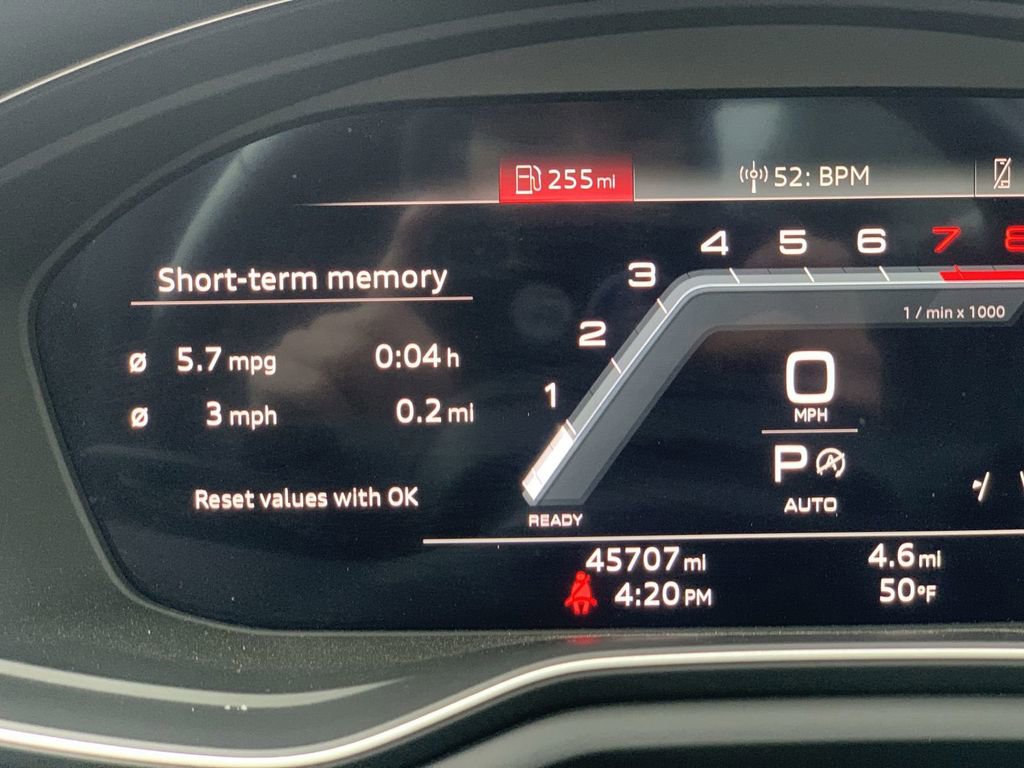 255 mi
52: BPM
4 5 6 7 8
3
Short-term memory
1 / min x 1000
2
ø 5.7 mpg 0:04 h
0
1
ø 3 mph 0.2 mi
MPH
P A
Reset values with OK
AUTO
READY
45707 mi 4.6 mi
4:20 PM 50°F